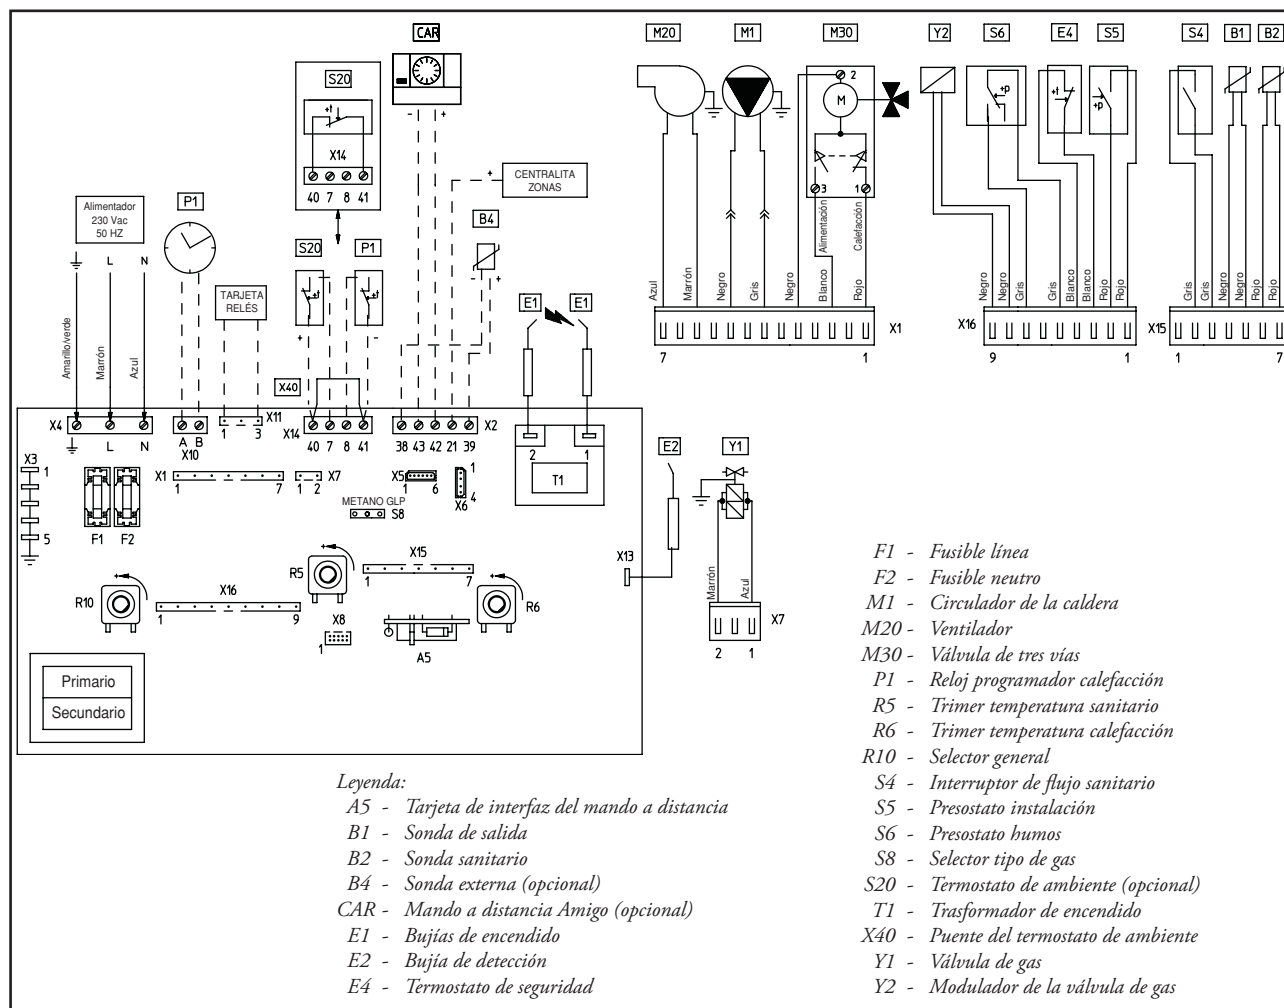 CAR
M20 M1 M30 Y2 S6 E4 S5 S4 B1 B2
S20
+t
X14
40 7 8 41
- +
2
M
3 1
+p +t +p
Alimentador
230 Vac
50 HZ
L N
P1
CENTRALITA
ZONAS
+
B4
- +
S20 P1
+t +t
+ -
TARJETA
RELÉS
E1 E1
Amarillo/verde
Marrón
Azul
Azul
Marrón
Negro
Gris
Negro
Alimentación
Blanco
Calefacción
Rojo
Negro
Negro
Gris
Gris
Blanco
Blanco
Rojo
Rojo
Gris
Gris
Negro
Negro
Rojo
Rojo
X1
7 1
X16
9 1
X15
1 7
X40
X4
L N
A B
X10
X11
1 3
X14
40 7 8 41
X2
38 43 42 21 39
2 1
T1
X3
1
5
F1 F2
X1
1 7
X7
1 2
METANO GLP
S8
X5
1 6
X6
1
4
E2
Y1
X13
Marrón
Azul
X7
2 1
R10
+
X16
1 9
R5
+
X15
1 7
R6
+
X8
1
A5
Primario
Secundario
Leyenda:
A5 - Tarjeta de interfaz del mando a distancia
B1 - Sonda de salida
B2 - Sonda sanitario
B4 - Sonda externa (opcional)
CAR - Mando a distancia Amigo (opcional)
E1 - Bujías de encendido
E2 - Bujía de detección
E4 - Termostato de seguridad
F1 - Fusible línea
F2 - Fusible neutro
M1 - Circulador de la caldera
M20 - Ventilador
M30 - Válvula de tres vías
P1 - Reloj programador calefacción
R5 - Trimer temperatura sanitario
R6 - Trimer temperatura calefacción
R10 - Selector general
S4 - Interruptor de flujo sanitario
S5 - Presostato instalación
S6 - Presostato humos
S8 - Selector tipo de gas
S20 - Termostato de ambiente (opcional)
T1 - Trasformador de encendido
X40 - Puente del termostato de ambiente
Y1 - Válvula de gas
Y2 - Modulador de la válvula de gas